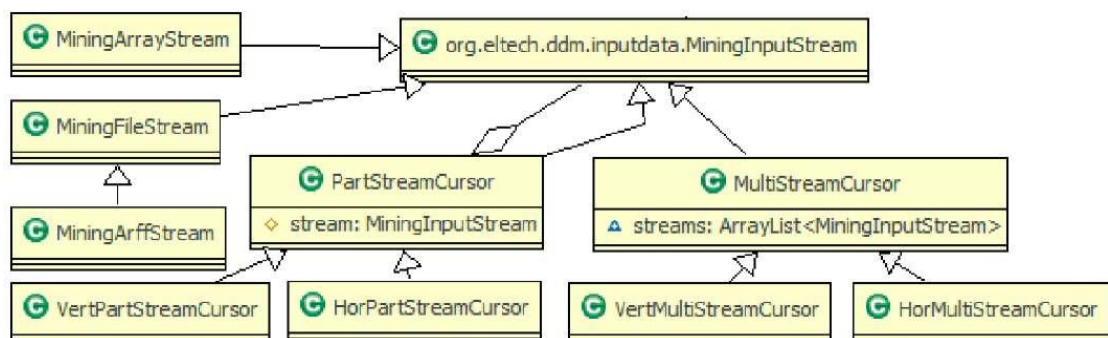 MiningArrayStream
org.eltech.ddm.inputdata.MiningInputStream
MiningFileStream
PartStreamCursor
MultiStreamCursor
stream: MiningInputStream
streams: ArrayList<MiningInputStream>
MiningArffStream
VertPartStreamCursor
HorPartStreamCursor
VertMultiStreamCursor
HorMultiStreamCursor